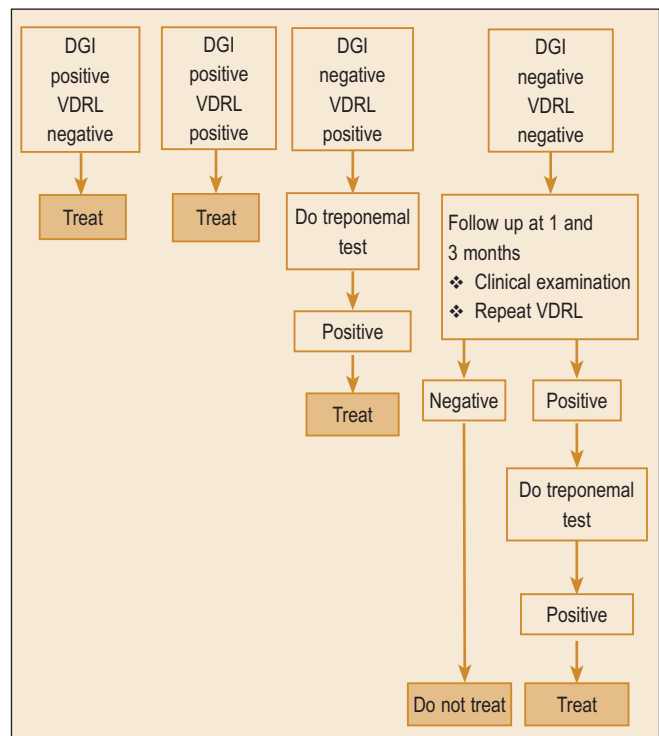 DGI
positive
VDRL
negative
Treat
DGI
positive
VDRL
positive
Treat
DGI
negative
VDRL
positive
Do treponemal
test
Positive
Treat
DGI
negative
VDRL
negative
Follow up at 1 and
3 months
❖ Clinical examination
❖ Repeat VDRL
Negative
Do not treat
Positive
Do treponemal
test
Positive
Treat